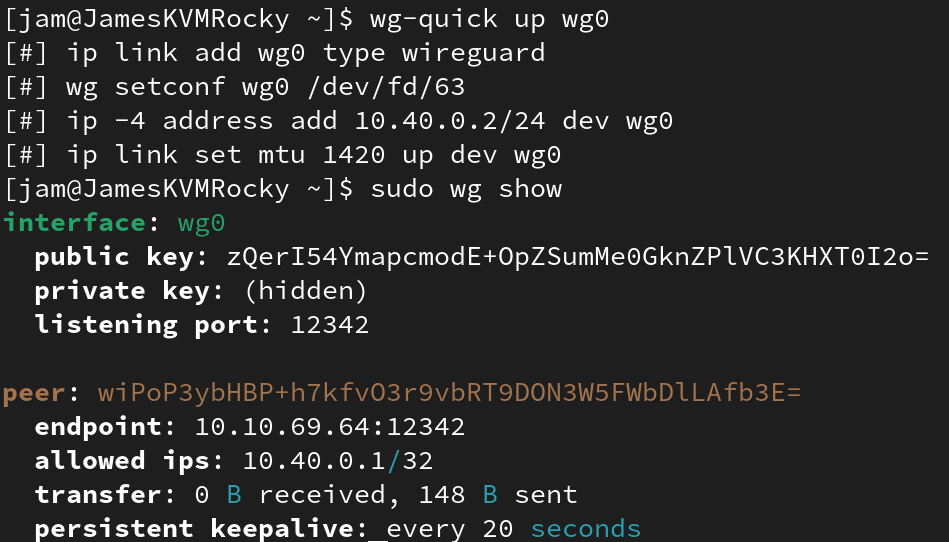 [jam@JamesKVMRocky ~]$ wg-quick up wg0
[#] ip link add wg0 type wireguard
[#] wg setconf wg0 /dev/fd/63
[#] ip -4 address add 10.40.0.2/24 dev wg0
[#] ip link set mtu 1420 up dev wg0
[jam@JamesKVMRocky ~]$ sudo wg show
interface: wg0
  public key: zQerI54YmapcmodE+OpZSumMe0GknZPlVC3KHXT0I2o=
  private key: (hidden)
  listening port: 12342

peer: wiPoP3ybHBP+h7kfvO3r9vbRT9DON3W5FWbDlLAfb3E=
  endpoint: 10.10.69.64:12342
  allowed ips: 10.40.0.1/32
  transfer: 0 B received, 148 B sent
  persistent keepalive: every 20 seconds